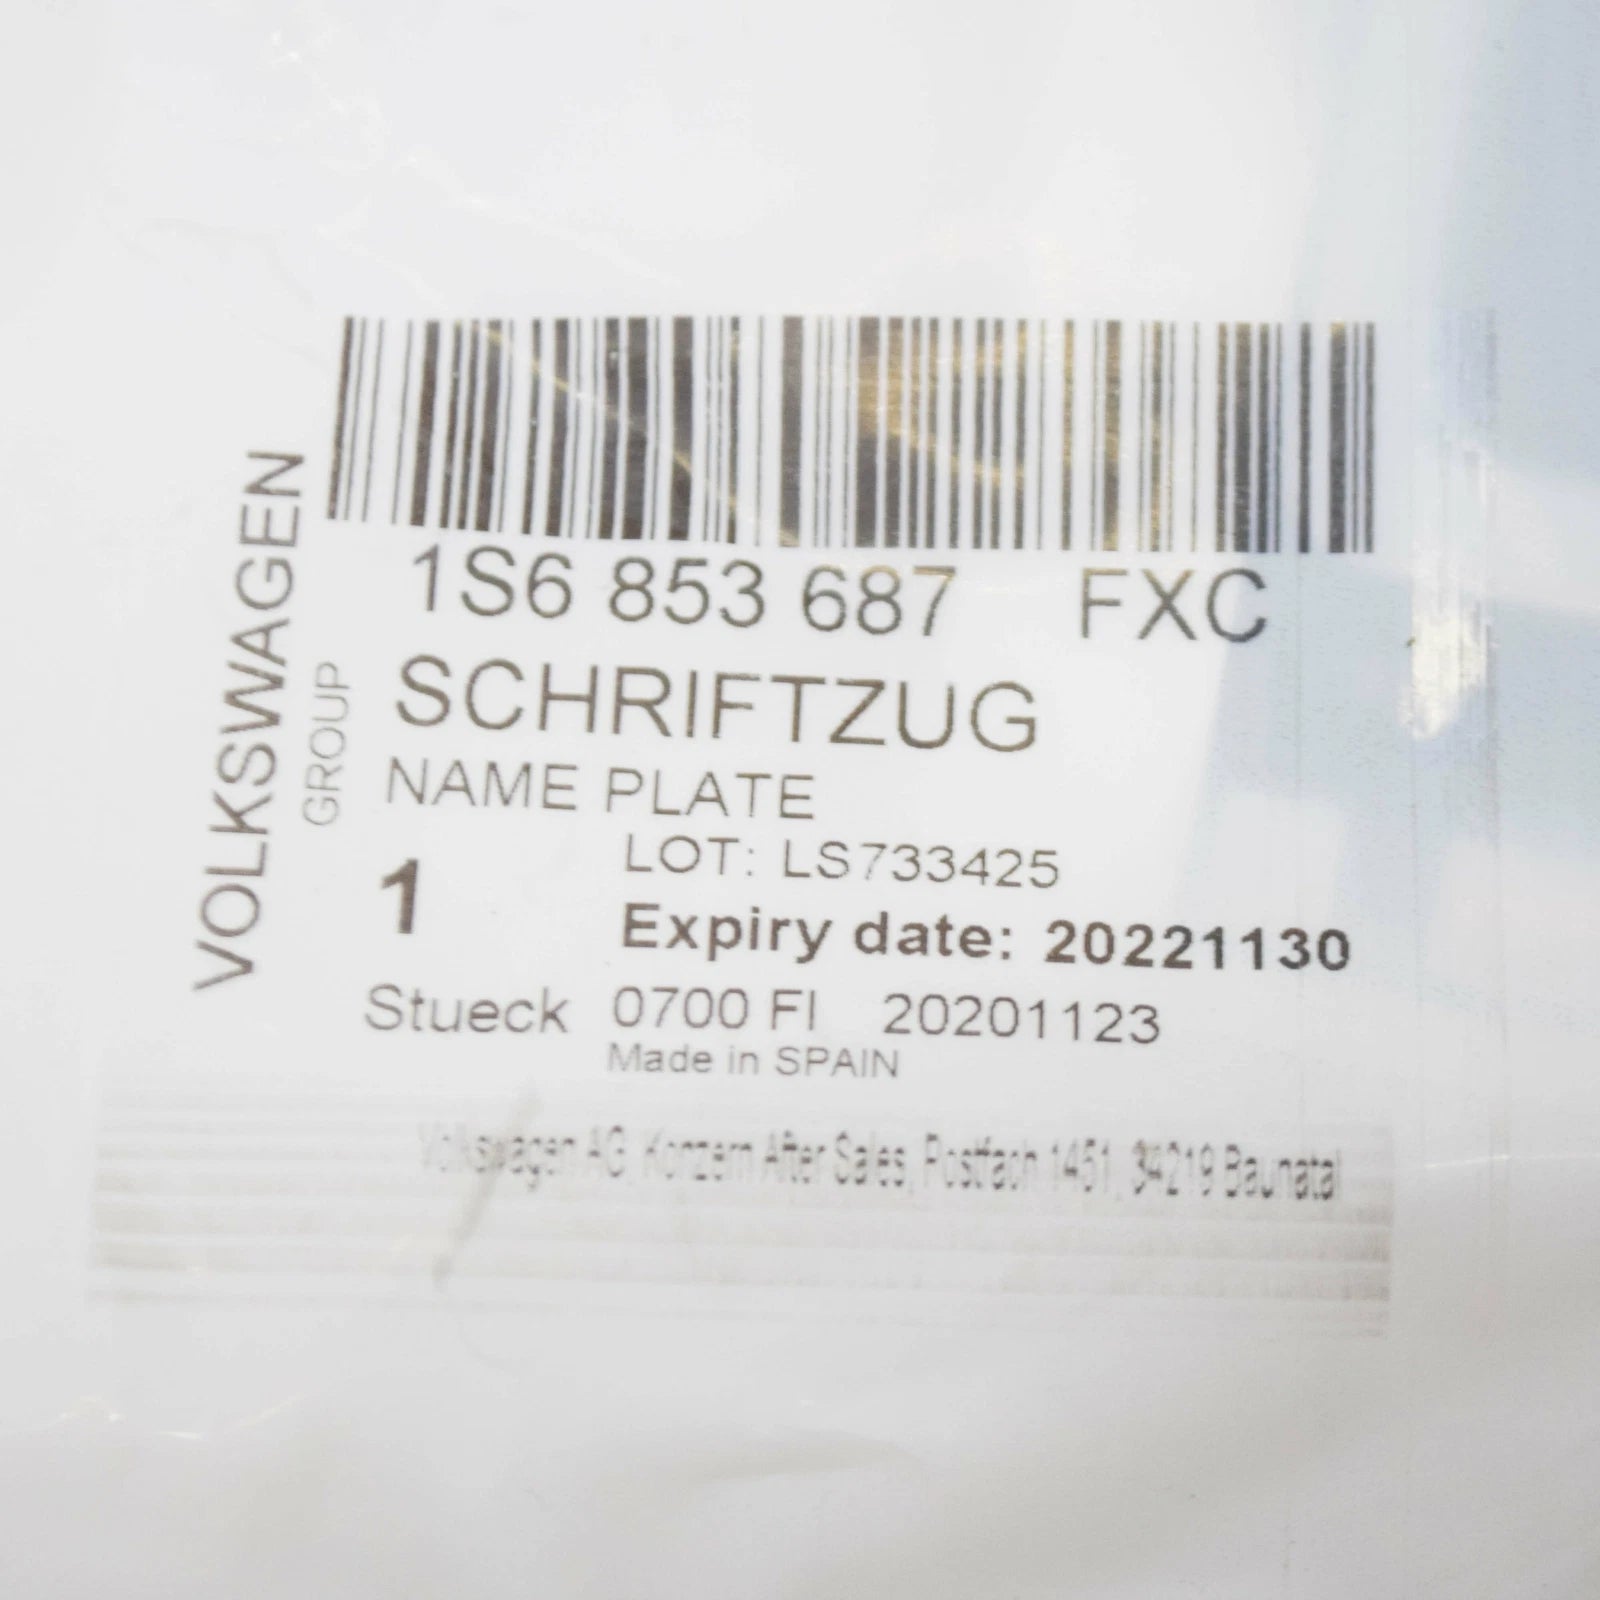 VOLKSWAGEN
GROUP
1S6 853 687 FXC
SCHRIFTZUG
NAME PLATE
LOT: LS733425
1
Expiry date: 20221130
Stueck 0700 FI 20201123
Made in SPAIN
Volkswagen AG, Konzern After Sales, Postfach 1451, 34219 Baunatal